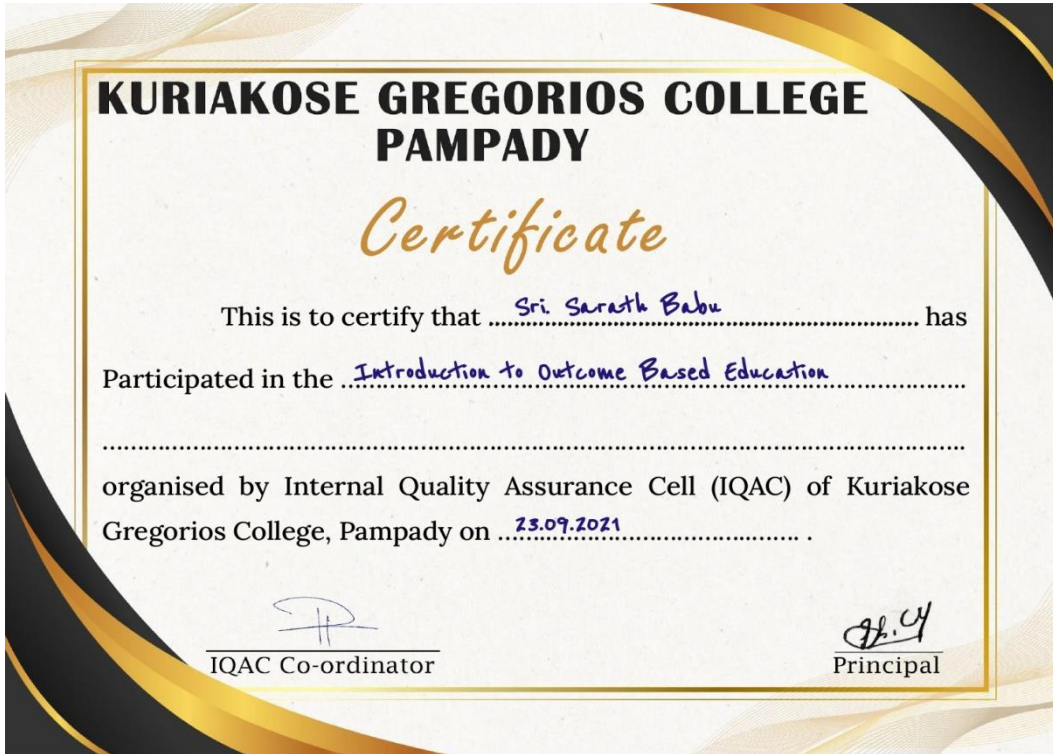 KURIAKOSE GREGORIOS COLLEGE
PAMPADY
Certificate
This is to certify that Sri. Sarath Babu has
Participated in the Introduction to Outcome Based Education
organised by Internal Quality Assurance Cell (IQAC) of Kuriakose
Gregorios College, Pampady on 23.09.2021 .
IQAC Co-ordinator
Principal